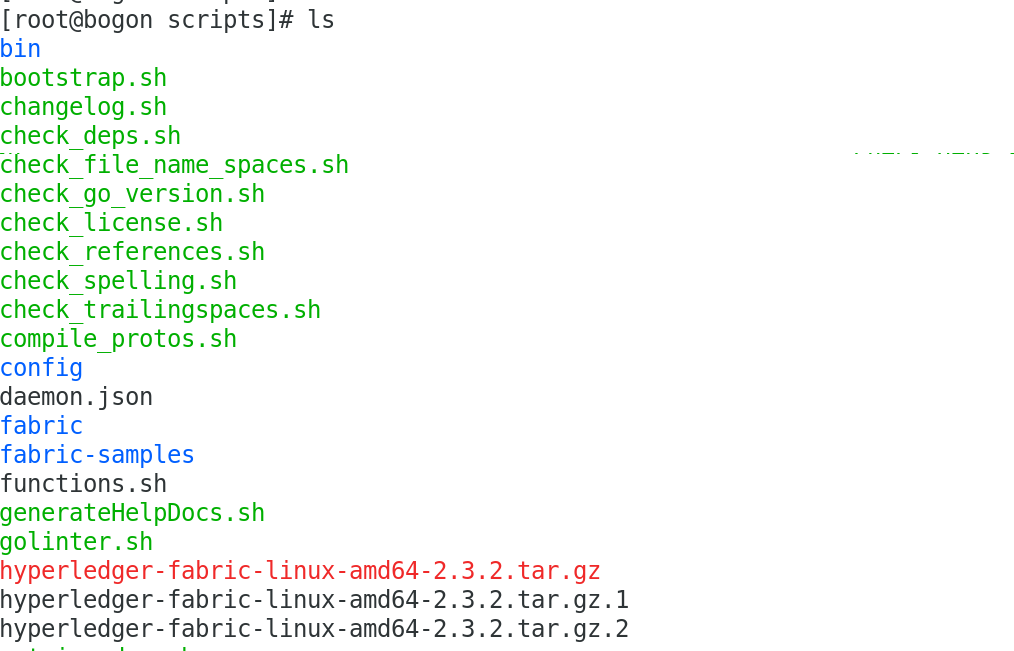 [root@bogon scripts]# ls
bin
bootstrap.sh
changelog.sh
check_deps.sh
check_file_name_spaces.sh
check_go_version.sh
check_license.sh
check_references.sh
check_spelling.sh
check_trailingspaces.sh
compile_protos.sh
config
daemon.json
fabric
fabric-samples
functions.sh
generateHelpDocs.sh
golinter.sh
hyperledger-fabric-linux-amd64-2.3.2.tar.gz
hyperledger-fabric-linux-amd64-2.3.2.tar.gz.1
hyperledger-fabric-linux-amd64-2.3.2.tar.gz.2